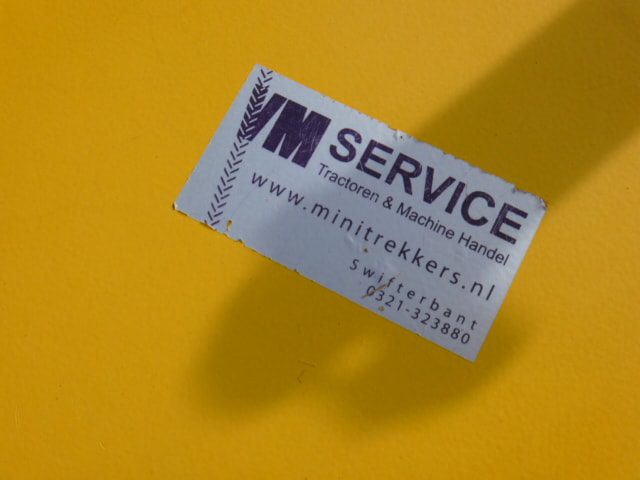 VM SERVICE
Tractoren & Machine Handel
www.minitrekkers.nl
Swifterbant
0321-323880